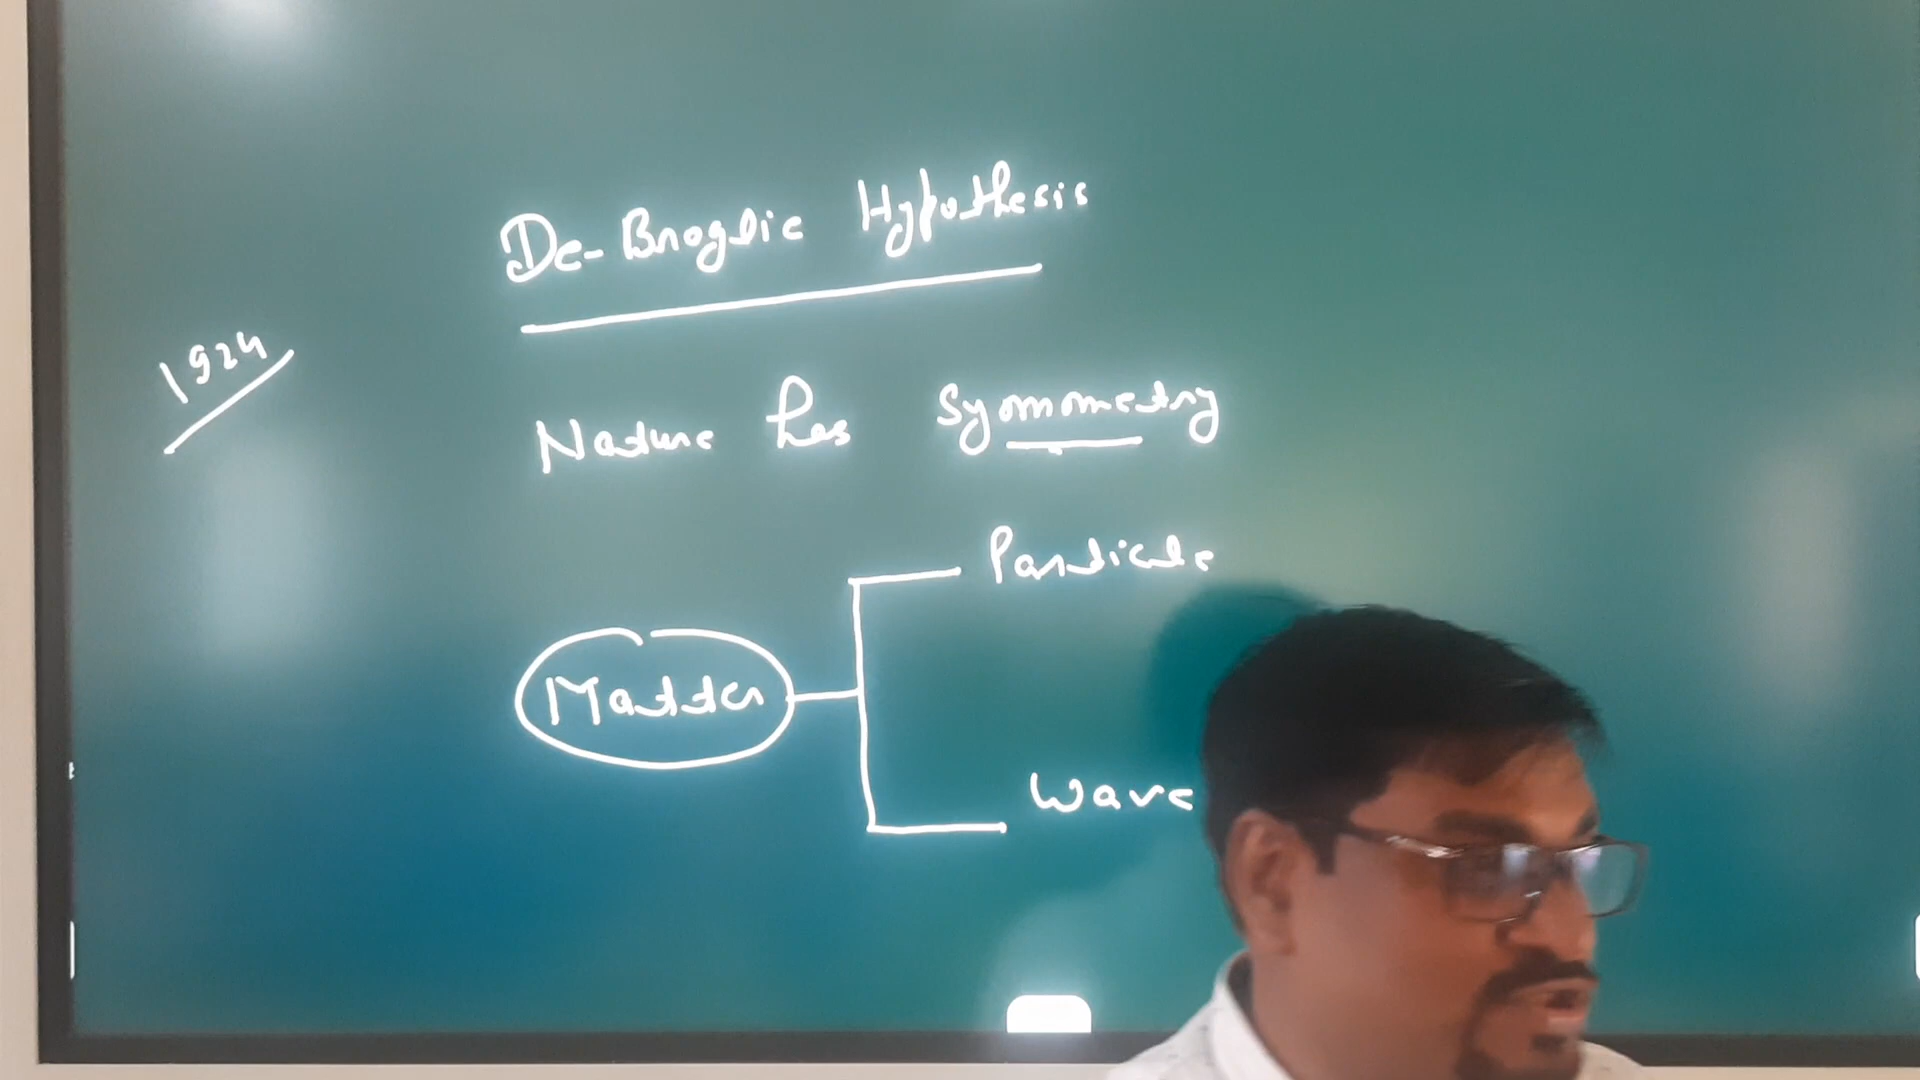 De-Broglie Hypothesis
1924
Nature has Symmetry
Particle
Matter
Wave